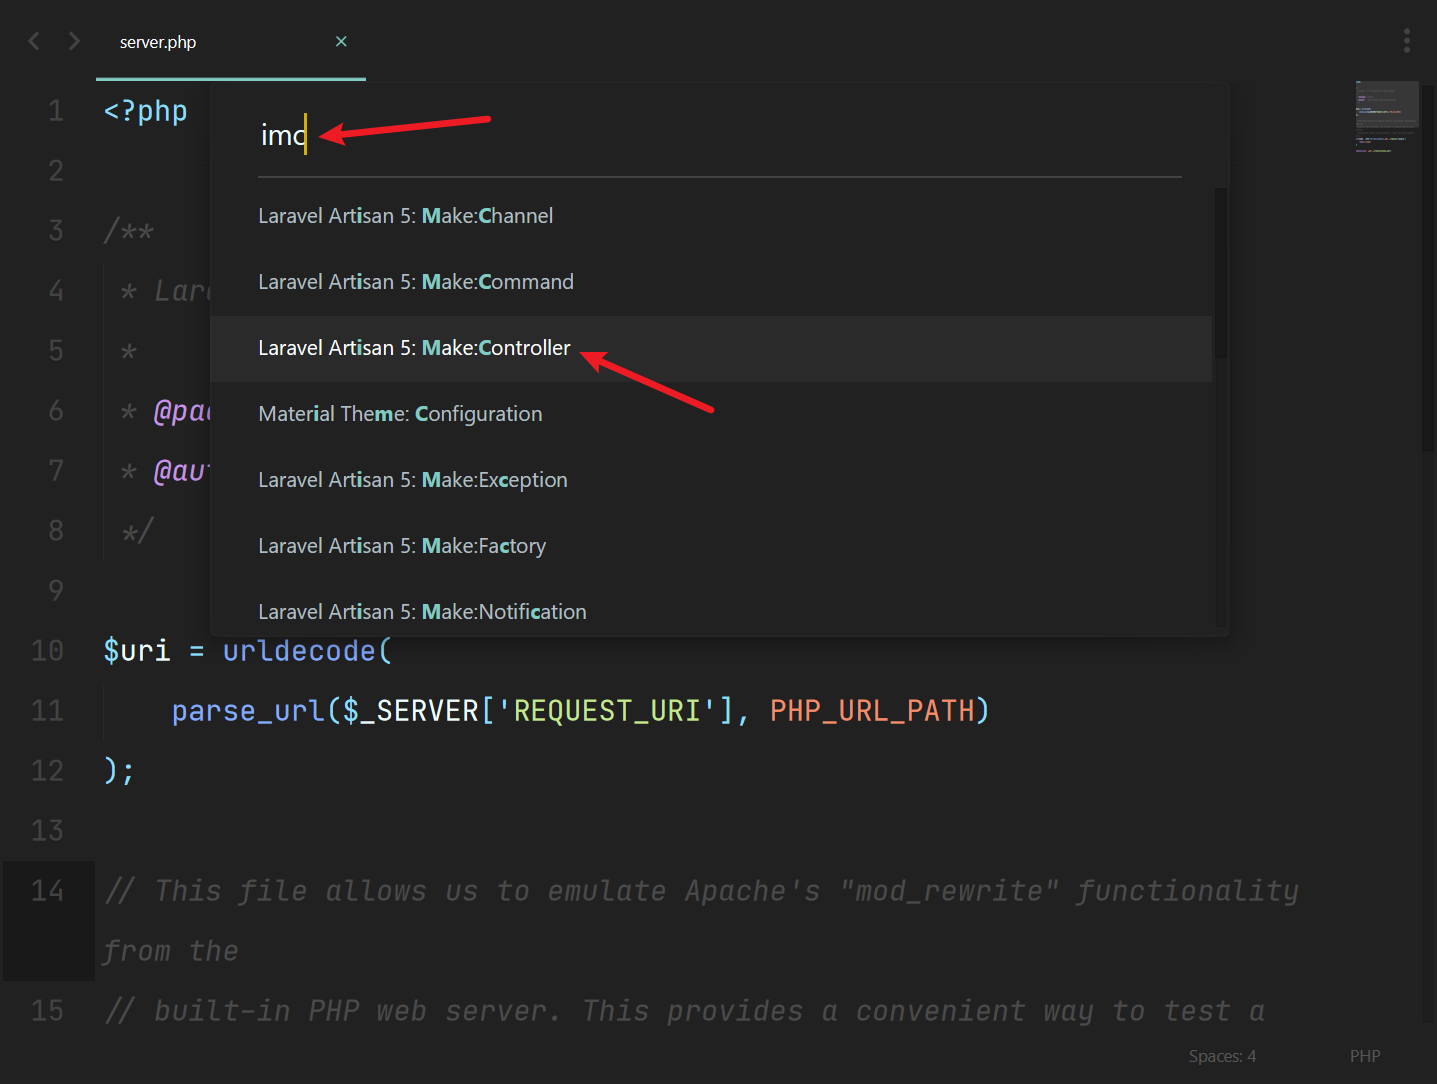 server.php
×
1 <?php
imc
2
Laravel Artisan 5: Make:Channel
3 /**
Laravel Artisan 5: Make:Command
4  *
Laravel Artisan 5: Make:Controller
5  *
6  *
Material Theme: Configuration
7  *
Laravel Artisan 5: Make:Exception
8  */
Laravel Artisan 5: Make:Factory
9
Laravel Artisan 5: Make:Notification
10 $uri = urldecode(
11     parse_url($_SERVER['REQUEST_URI'], PHP_URL_PATH)
12 );
13
14 // This file allows us to emulate Apache's "mod_rewrite" functionality
from the
15 // built-in PHP web server. This provides a convenient way to test a
Spaces: 4 PHP